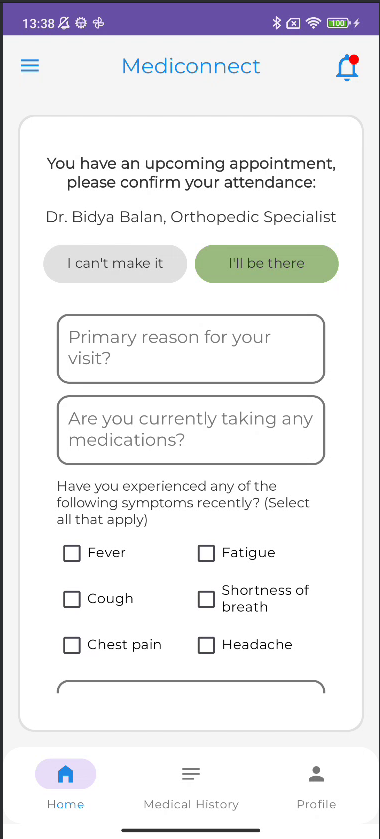 13:38
100
Mediconnect
You have an upcoming appointment,
please confirm your attendance:
Dr. Bidya Balan, Orthopedic Specialist
I can't make it
I'll be there
Primary reason for your
visit?
Are you currently taking any
medications?
Have you experienced any of the
following symptoms recently? (Select
all that apply)
Fever
Fatigue
Cough
Shortness of
breath
Chest pain
Headache
Home
Medical History
Profile